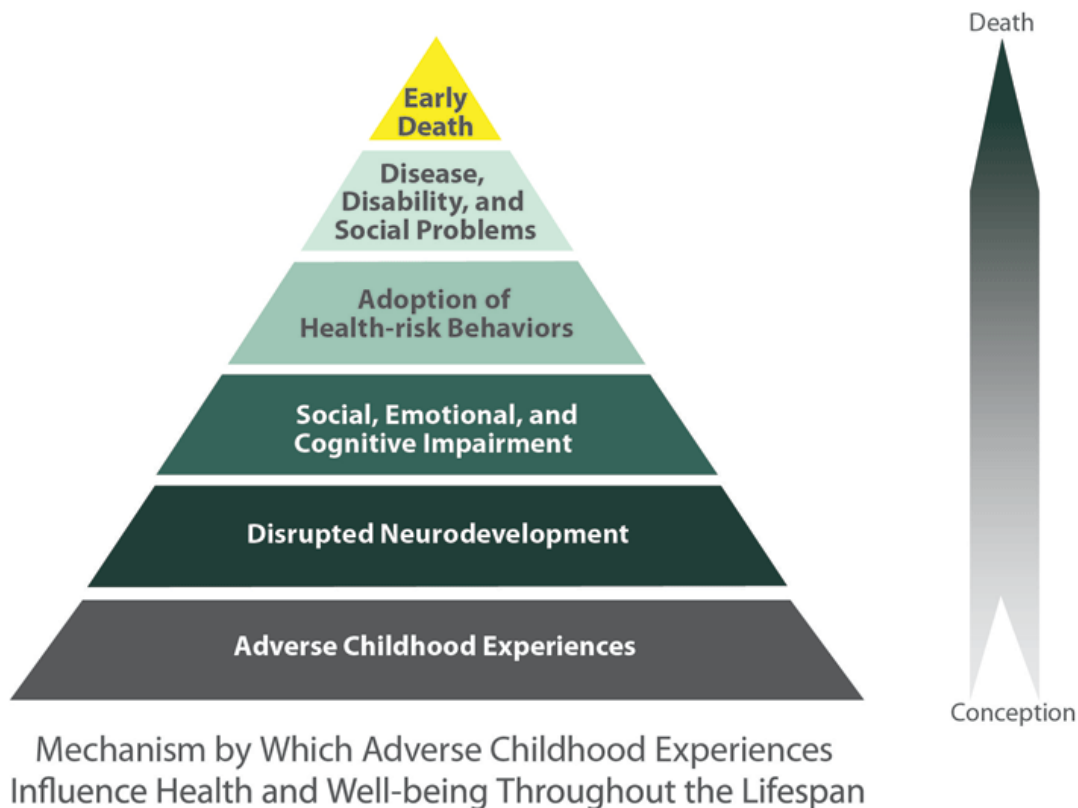 Death
Early
Death
Disease,
Disability, and
Social Problems
Adoption of
Health-risk Behaviors
Social, Emotional, and
Cognitive Impairment
Disrupted Neurodevelopment
Adverse Childhood Experiences
Conception
Mechanism by Which Adverse Childhood Experiences
Influence Health and Well-being Throughout the Lifespan